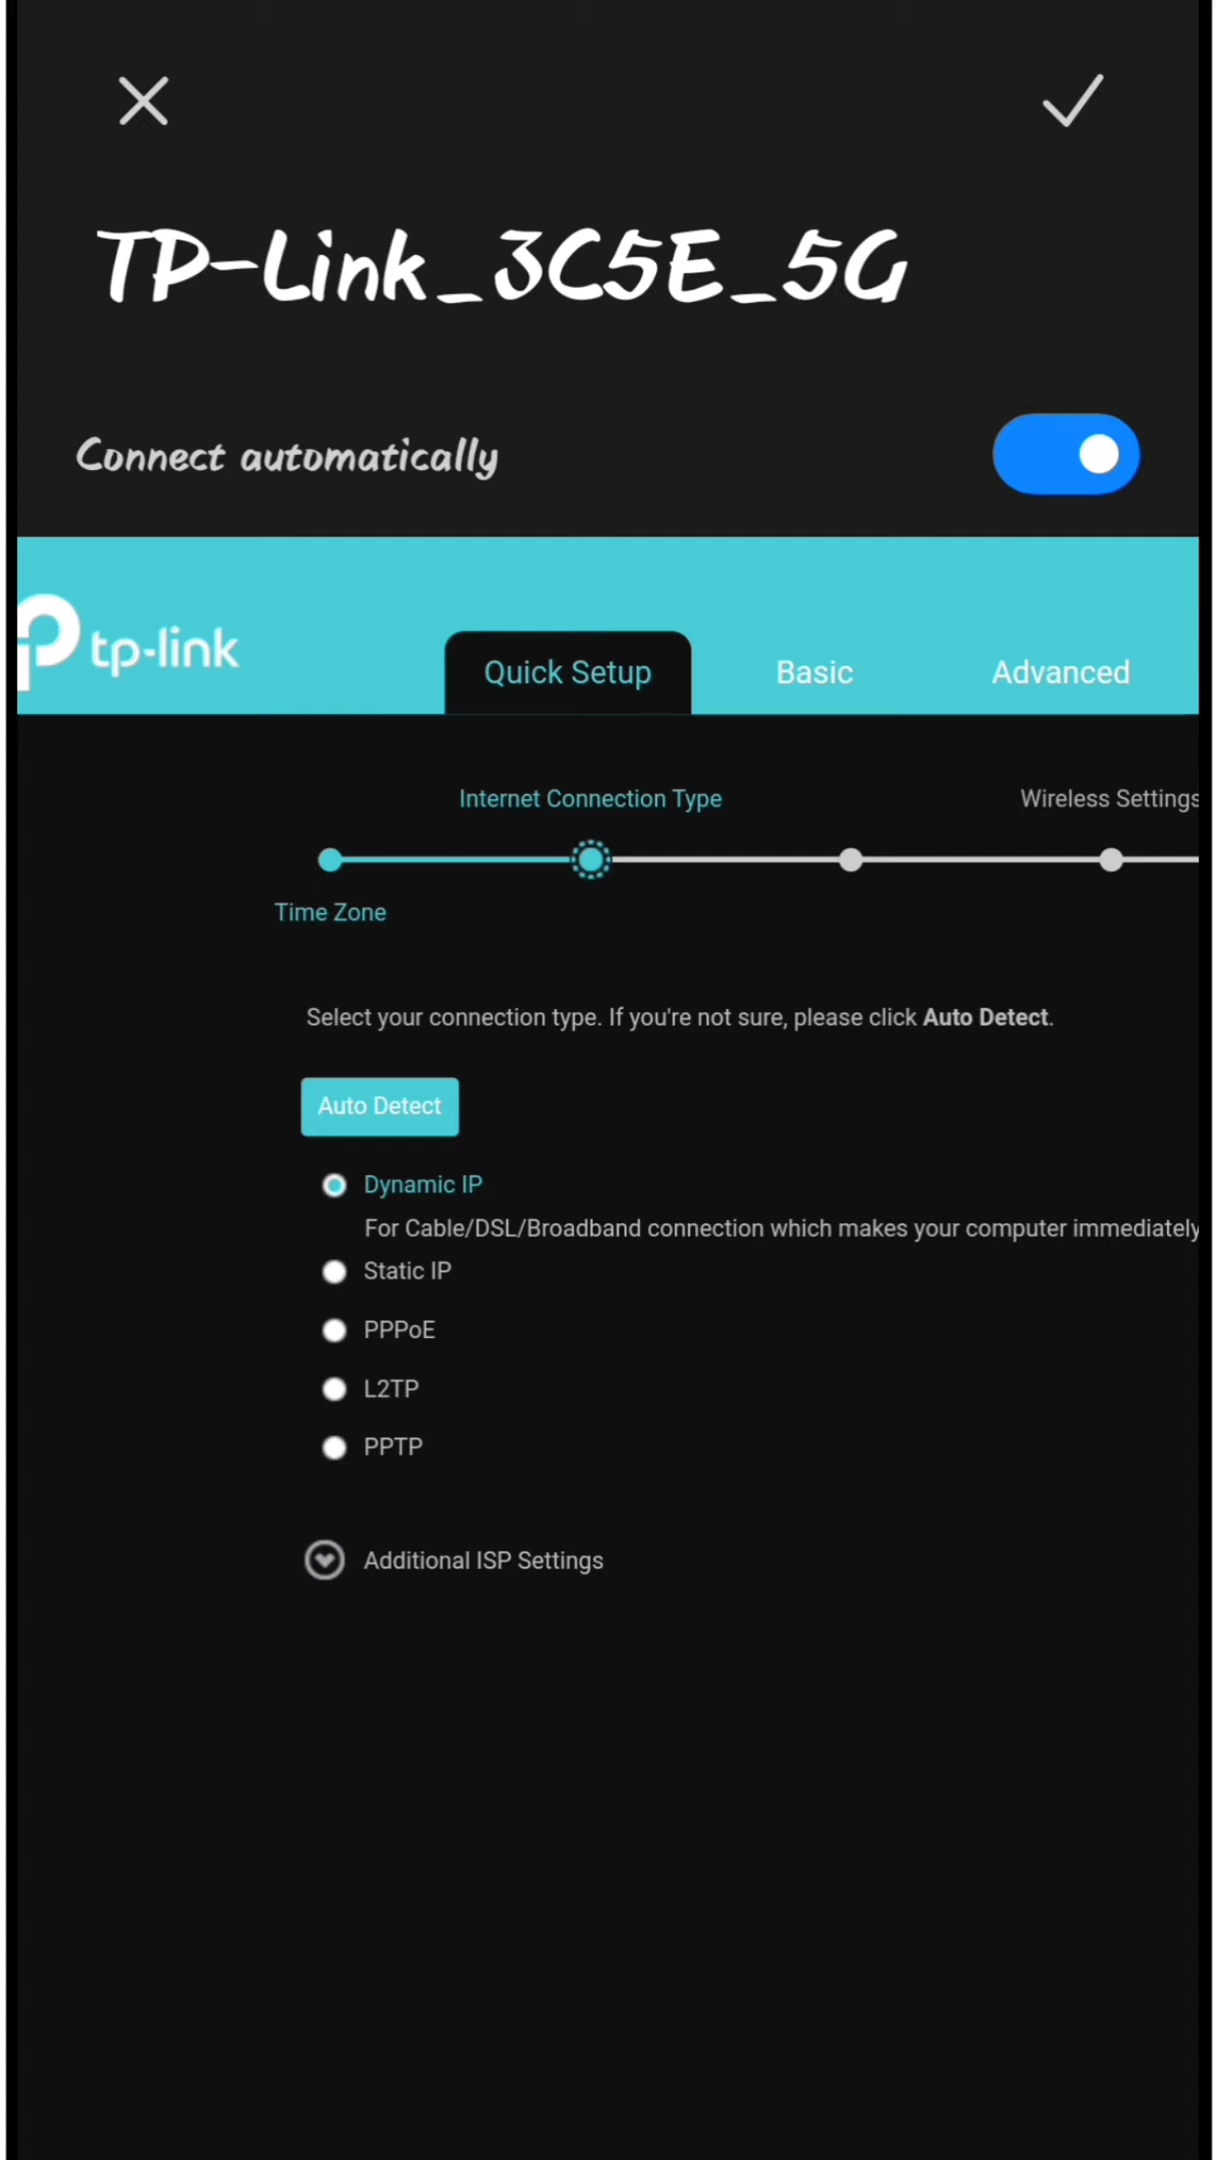 TP-Link_3C5E_5G
Connect automatically
tp-link
Quick Setup Basic Advanced
Internet Connection Type Wireless Settings
Time Zone
Select your connection type. If you're not sure, please click Auto Detect.
Auto Detect
Dynamic IP
For Cable/DSL/Broadband connection which makes your computer immediately
Static IP
PPPoE
L2TP
PPTP
Additional ISP Settings